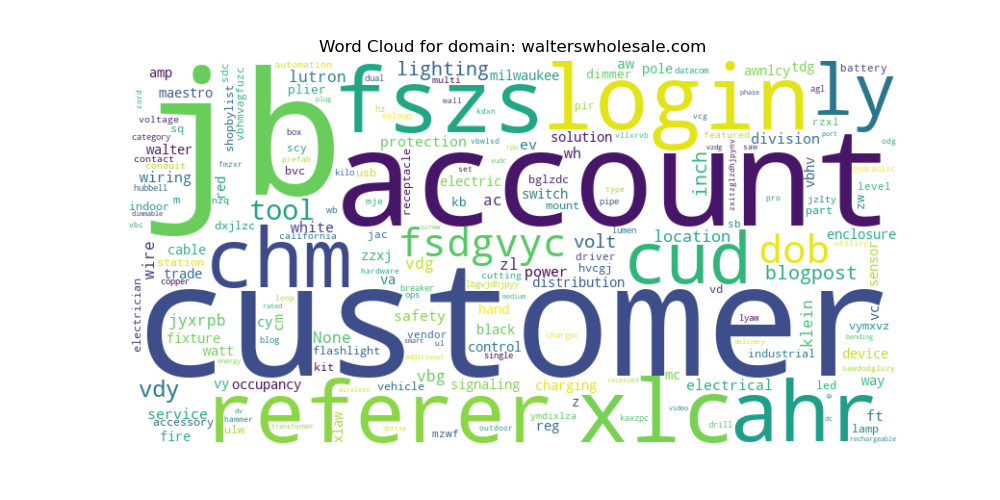 Word Cloud for domain: walterswholesale.com
automation
amp
sdc
lutron
lighting
dual
multi
milwaukee
aw
pole
datacom
awnlcy
tdg
battery
jb
fszs
login
ly
maestro
plier
cord
plug
wall
hz
evloop
kdxn
dimmer
pir
vcg
phase
agl
rzxl
voltage
sq
shopbylist
vbhmvagfuzc
box
scy
protection
ev
solution
vllxrvb
featured
division
port
odg
category
walter
prefab
vbwlsd
rpb
wh
vzdg
saw
contact
conduit
fmzxr
bvc
receptacle
electric
vudc
bglzdc
account
inch
zxitzglzdhjpynv
vbhv
hydraulic
wiring
red
kilo
usb
set
switch
type
zw
level
hubbell
m
nzq
mje
kb
ac
mount
pipe
pro
jzlty
part
indoor
tool
white
wb
lumen
sb
dimmable
vbc
dxjlzc
california
jac
screw
fsdgvyc
volt
location
enclosure
wire
cable
chm
zzxj
driver
cud
dob
utility
station
trade
va
vdg
zl
power
hvcgj
blogpost
sensor
copper
hardware
cutting
distribution
electrician
loop
rated
breaker
ops
lbgvjdhjpyy
medium
vd
customer
hand
lyaw
vc
jyxrpb
cy
cm
safety
black
charger
klein
vymxvz
fixture
blog
None
vendor
smart
ul
control
delivery
bending
watt
flashlight
additional
single
industrial
device
energy
kit
saedodgluzy
vdy
vy
occupancy
vehicle
vbg
signaling
charging
recessed
mc
electrical
led
way
wireless
referer
xlc
ahr
e
service
accessory
dv
hammer
z
ymdixlza
kaxzpc
video
dc
ft
fire
ulw
transformer
xlaw
dottie
mzwf
outdoor
reg
drill
lamp
rechargeable